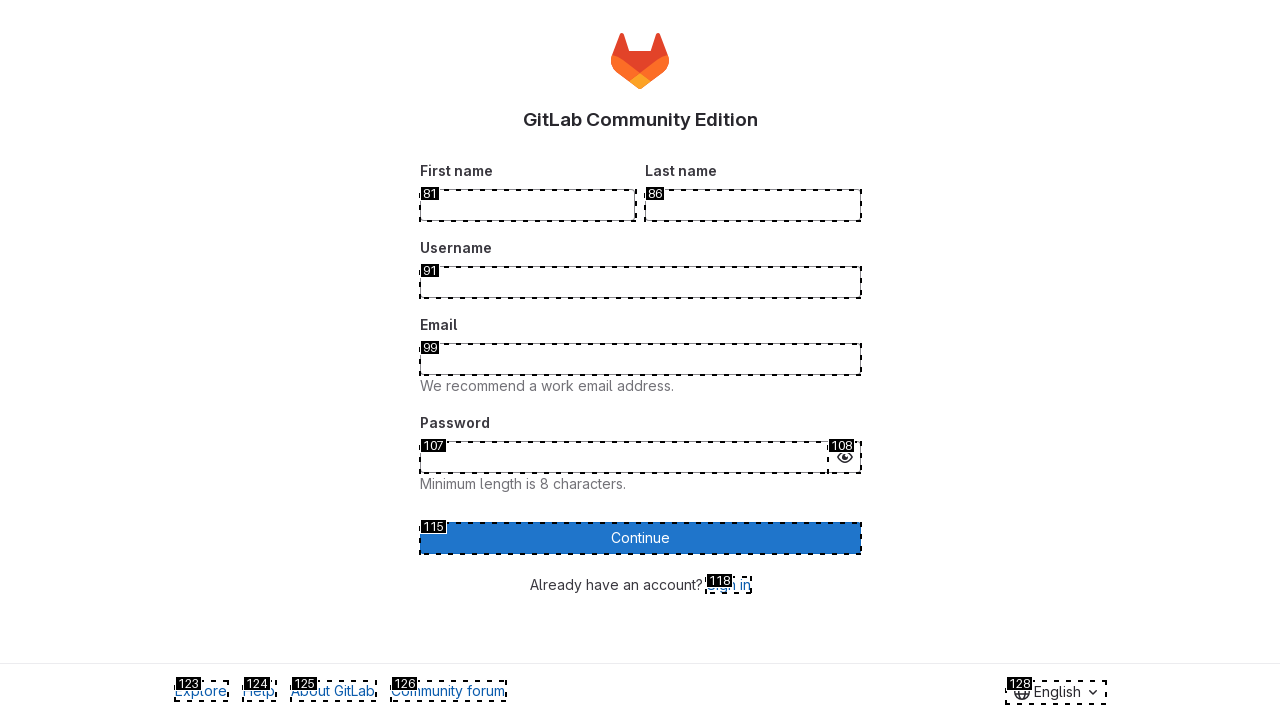 GitLab Community Edition
First name Last name
81 86
Username
91
Email
99
We recommend a work email address.
Password
107 108
Minimum length is 8 characters.
115
Continue
118
Already have an account? Sign in
123 124 125 126 128
Explore Help About GitLab Community forum English